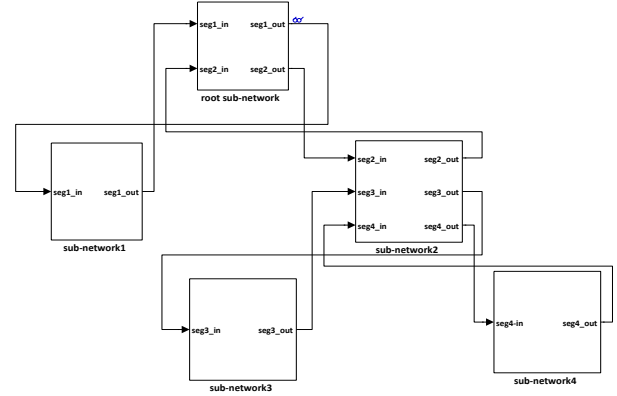 seg1_in seg1_out
seg2_in seg2_out
root sub-network
seg1_in seg1_out
sub-network1
seg2_in seg2_out
seg3_in seg3_out
seg4_in seg4_out
sub-network2
seg3_in seg3_out
sub-network3
seg4-in seg4_out
sub-network4